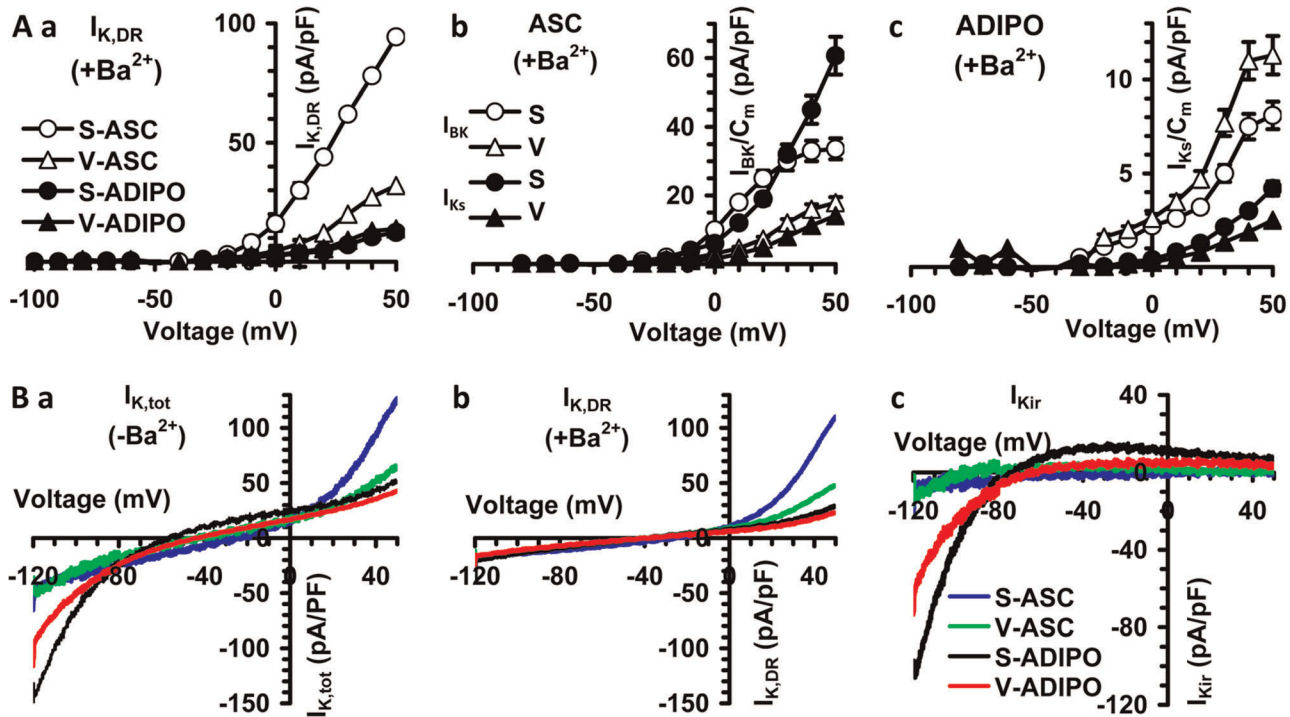 A a
I_K,DR
(+Ba²⁺)
S-ASC
V-ASC
S-ADIPO
V-ADIPO
I_K,DR (pA/pF)
100
50
-100
-50
0
50
Voltage (mV)
b
ASC
(+Ba²⁺)
I_BK
S
V
I_Ks
S
V
I_BK/C_m (pA/pF)
60
40
20
-100
-50
0
50
Voltage (mV)
c
ADIPO
(+Ba²⁺)
I_Ks/C_m (pA/pF)
10
5
-100
-50
0
50
Voltage (mV)
B a
I_K,tot
(-Ba²⁺)
Voltage (mV)
100
50
0
-50
-100
-150
-120
-80
-40
0
40
I_K,tot (pA/PF)
b
I_K,DR
(+Ba²⁺)
Voltage (mV)
100
50
0
-50
-100
-150
-120
-80
-40
0
40
I_K,DR (pA/pF)
c
I_Kir
Voltage (mV)
40
0
-40
-80
-120
-120
-80
-40
0
40
S-ASC
V-ASC
S-ADIPO
V-ADIPO
I_Kir (pA/pF)